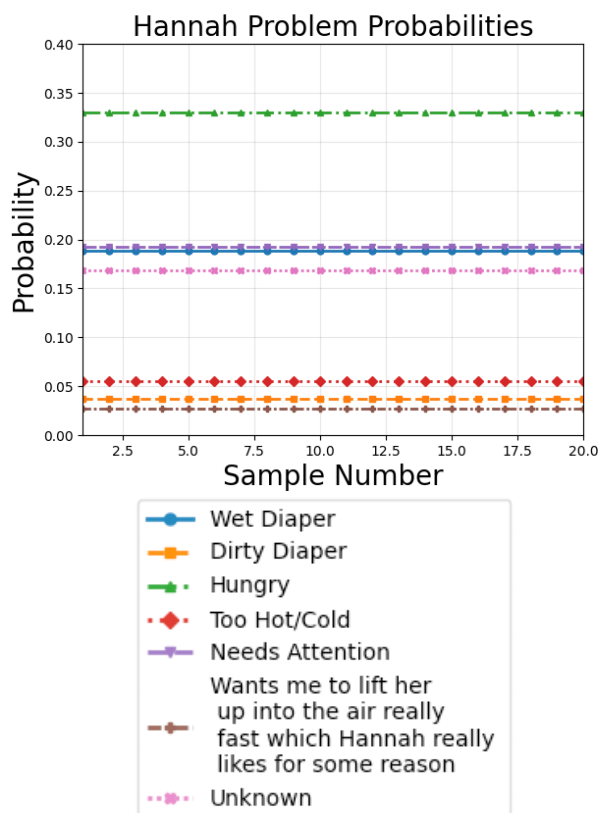 Hannah Problem Probabilities
0.40
0.35
0.30
0.25
0.20
0.15
0.10
0.05
0.00
Probability
2.5 5.0 7.5 10.0 12.5 15.0 17.5 20.0
Sample Number
Wet Diaper
Dirty Diaper
Hungry
Too Hot/Cold
Needs Attention
Wants me to lift her
up into the air really
fast which Hannah really
likes for some reason
Unknown